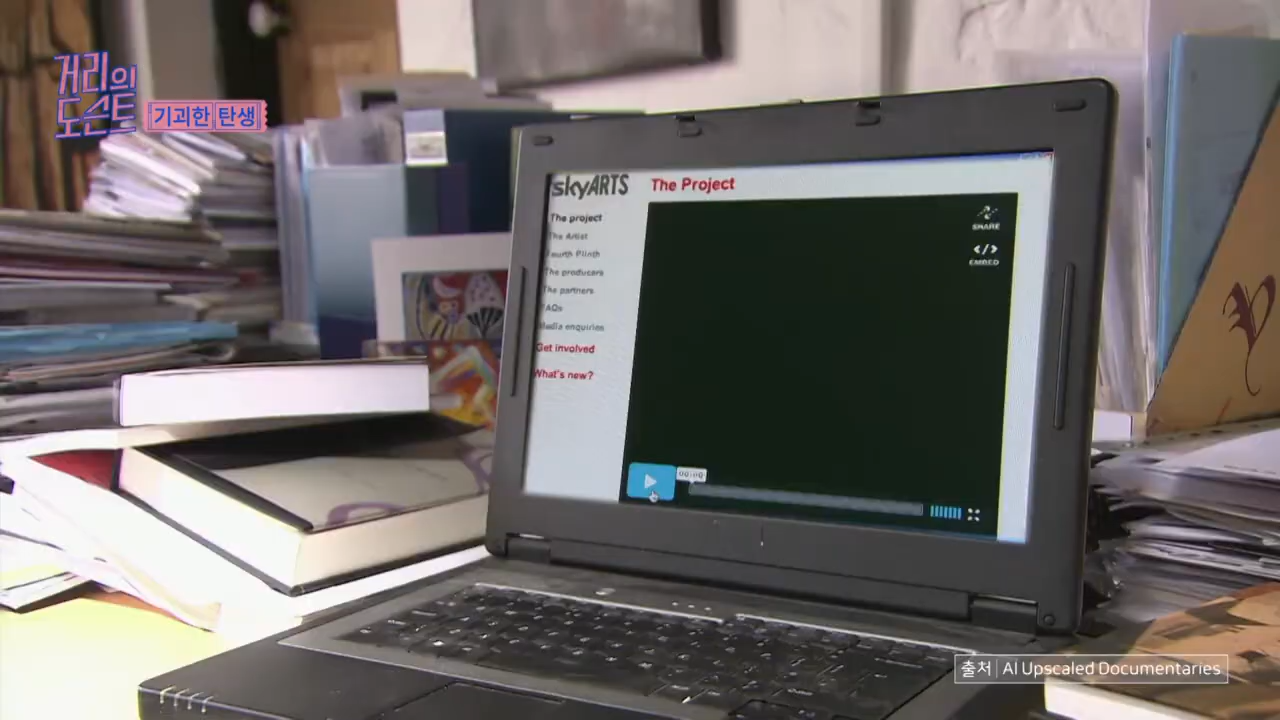 거리의
도슨트
기괴한 탄생
skyARTS
The Project
The project
The Artist
Fourth Plinth
The producers
The partners
FAQs
Media enquiries
Get involved
What's new?
SHARE
</> EMBED
00:00
출처 | AI Upscaled Documentaries